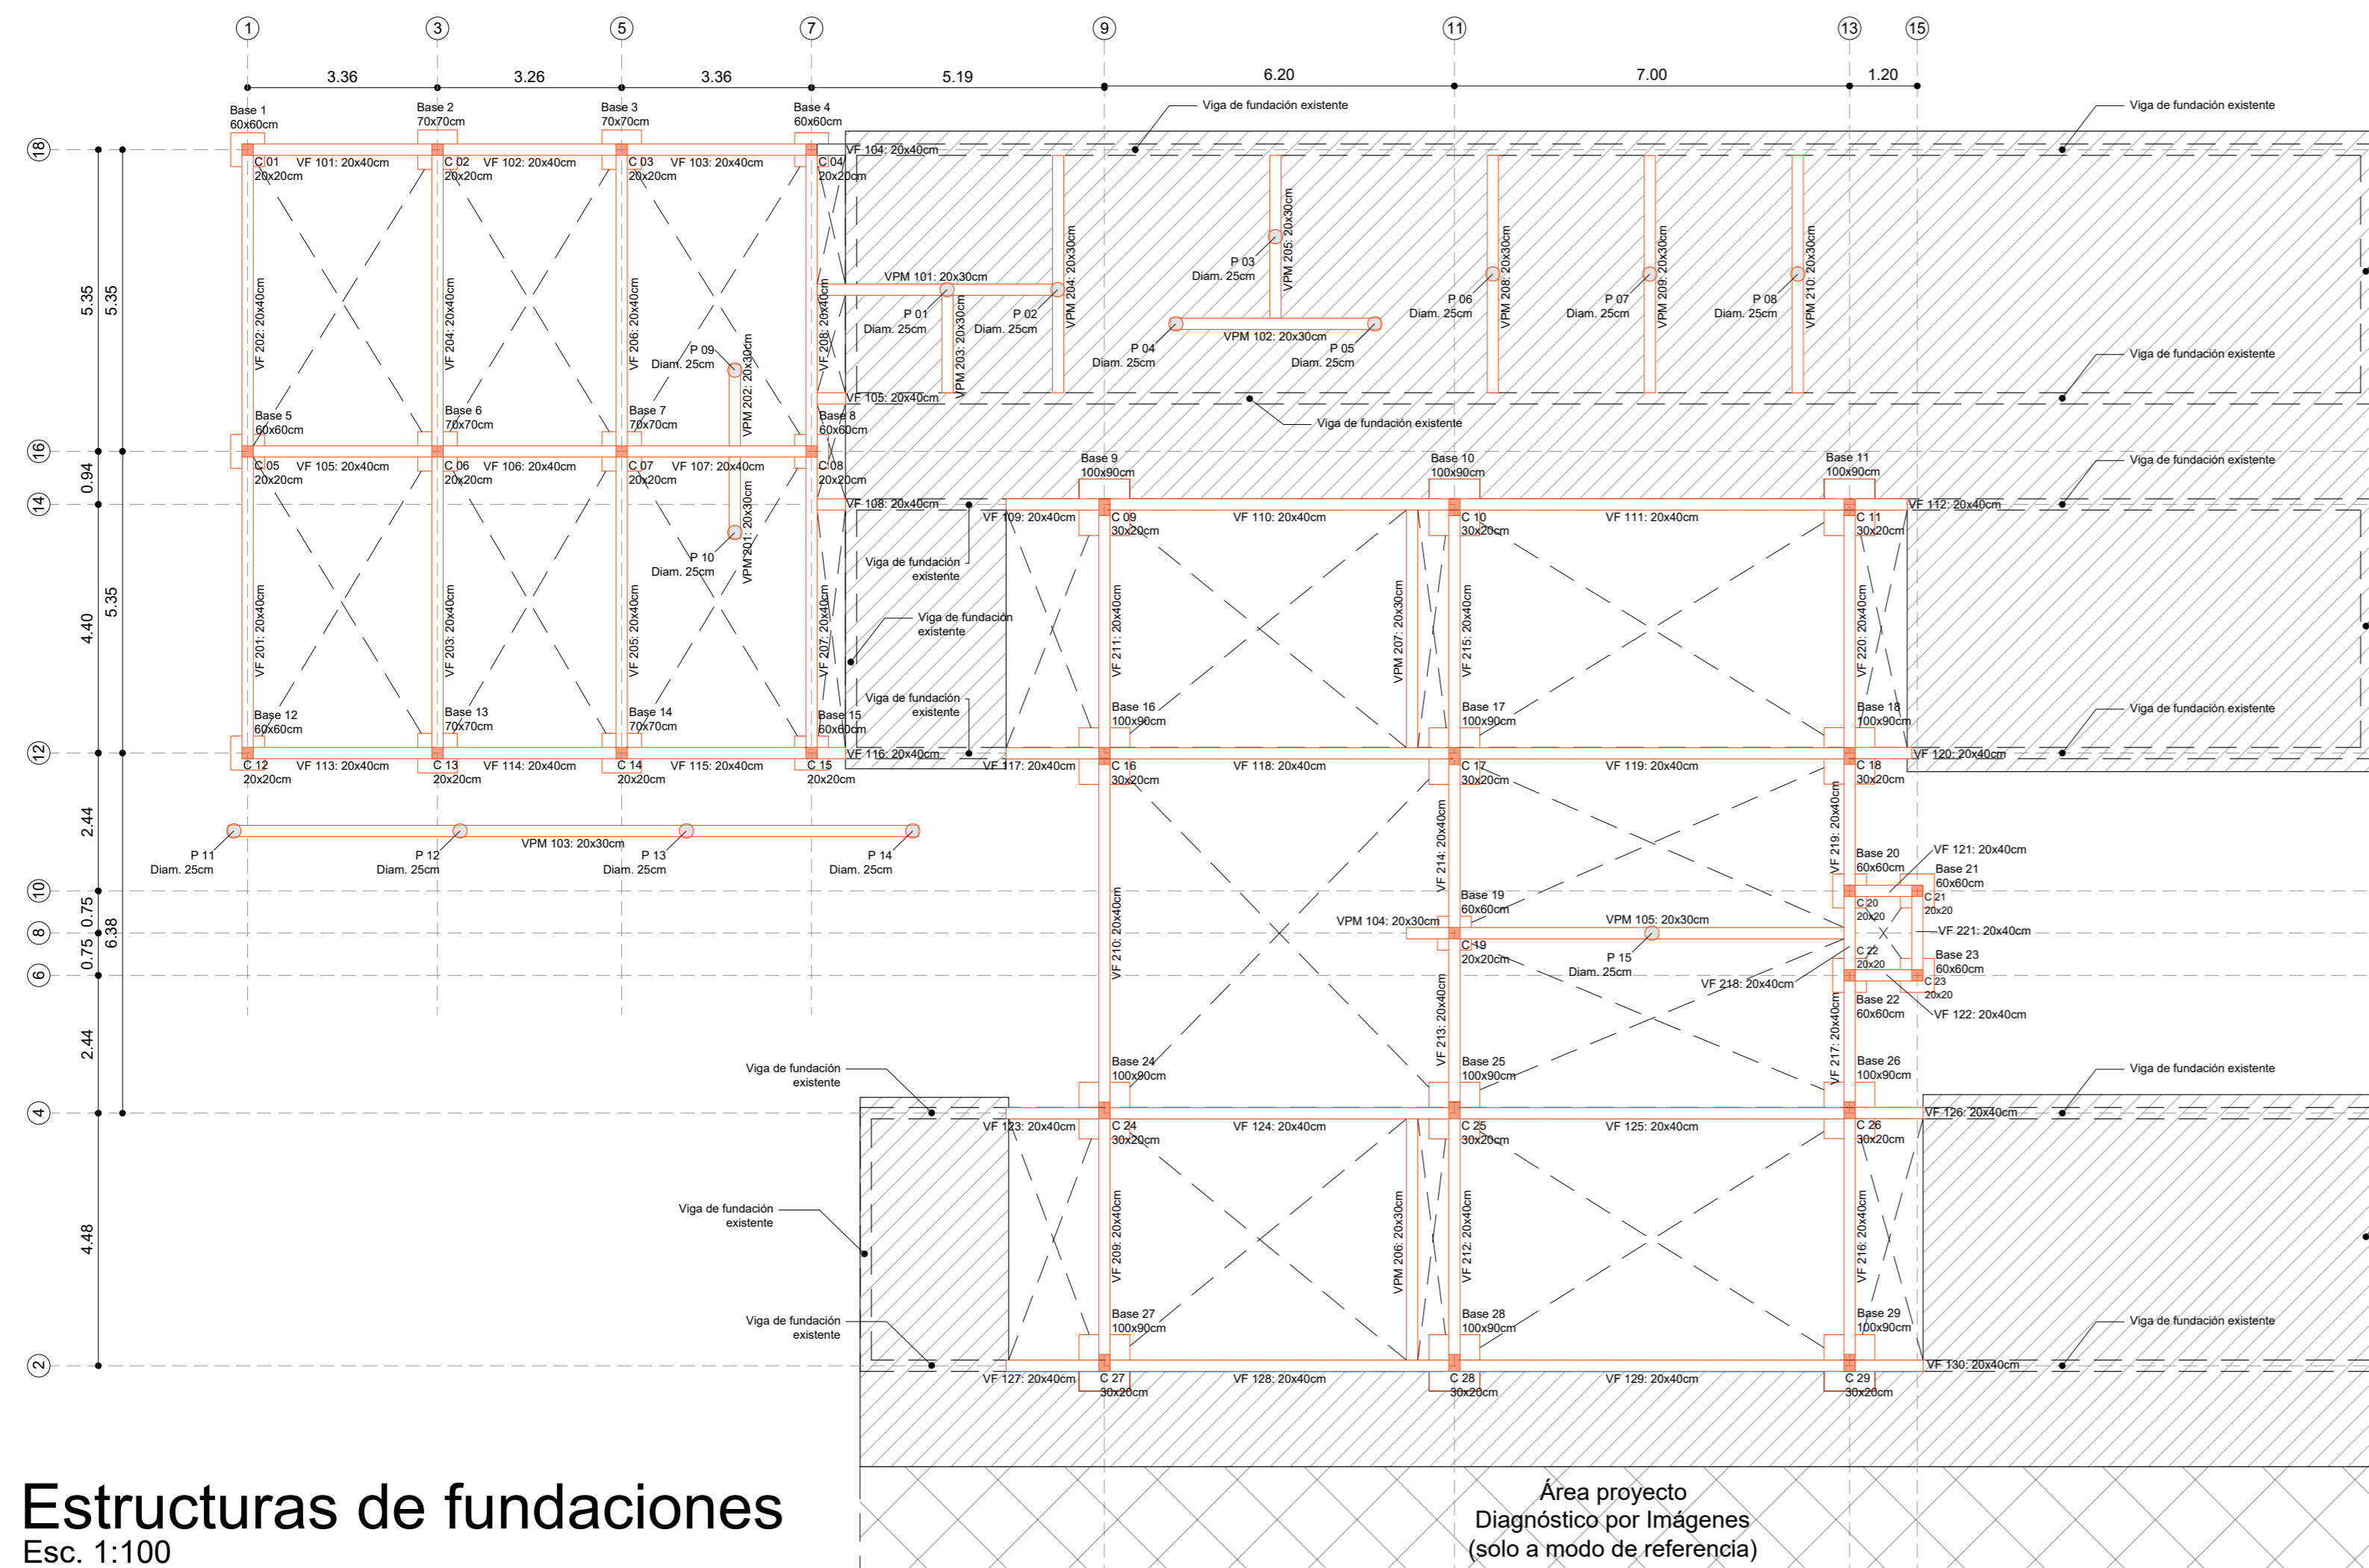 1
3
5
7
9
11
13
15
3.36
3.26
3.36
5.19
6.20
7.00
1.20
Viga de fundación existente
Viga de fundación existente
Base 1
60x60cm
Base 2
70x70cm
Base 3
70x70cm
Base 4
60x60cm
18
C 01
20x20cm
VF 101: 20x40cm
C 02
20x20cm
VF 102: 20x40cm
C 03
20x20cm
VF 103: 20x40cm
C 04
20x20cm
VF 104: 20x40cm
5.35
5.35
VF 202: 20x40cm
VF 204: 20x40cm
VF 206: 20x40cm
VF 208: 20x40cm
VPM 101: 20x30cm
P 01
Diam. 25cm
P 02
Diam. 25cm
VPM 203: 20x30cm
VPM 204: 20x30cm
P 03
Diam. 25cm
VPM 205: 20x30cm
P 04
Diam. 25cm
VPM 102: 20x30cm
P 05
Diam. 25cm
P 06
Diam. 25cm
VPM 208: 20x30cm
P 07
Diam. 25cm
VPM 209: 20x30cm
P 08
Diam. 25cm
VPM 210: 20x30cm
P 09
Diam. 25cm
VPM 202: 20x30cm
Viga de fundación existente
VF 105: 20x40cm
Viga de fundación existente
Base 5
60x60cm
Base 6
70x70cm
Base 7
70x70cm
Base 8
60x60cm
16
C 05
20x20cm
VF 105: 20x40cm
C 06
20x20cm
VF 106: 20x40cm
C 07
20x20cm
VF 107: 20x40cm
C 08
20x20cm
Base 9
100x90cm
Base 10
100x90cm
Base 11
100x90cm
Viga de fundación existente
0.94
14
VF 108: 20x40cm
VF 109: 20x40cm
C 09
30x20cm
VF 110: 20x40cm
C 10
30x20cm
VF 111: 20x40cm
C 11
30x20cm
VF 112: 20x40cm
P 10
Diam. 25cm
VPM 201: 20x30cm
Viga de fundación
existente
Viga de fundación
existente
Viga de fundación
existente
4.40
5.35
VF 201: 20x40cm
VF 203: 20x40cm
VF 205: 20x40cm
VF 207: 20x40cm
VF 211: 20x40cm
VPM 207: 20x30cm
VF 215: 20x40cm
VF 220: 20x40cm
Base 12
60x60cm
Base 13
70x70cm
Base 14
70x70cm
Base 15
60x60cm
Base 16
100x90cm
Base 17
100x90cm
Base 18
100x90cm
Viga de fundación existente
12
C 12
20x20cm
VF 113: 20x40cm
C 13
20x20cm
VF 114: 20x40cm
C 14
20x20cm
VF 115: 20x40cm
C 15
20x20cm
VF 116: 20x40cm
VF 117: 20x40cm
C 16
30x20cm
VF 118: 20x40cm
C 17
30x20cm
VF 119: 20x40cm
C 18
30x20cm
VF 120: 20x40cm
2.44
P 11
Diam. 25cm
P 12
Diam. 25cm
VPM 103: 20x30cm
P 13
Diam. 25cm
P 14
Diam. 25cm
VF 214: 20x40cm
VF 219: 20x40cm
Base 20
60x60cm
VF 121: 20x40cm
Base 21
60x60cm
10
C 20
20x20
C 21
20x20
0.75
6.38
8
VF 210: 20x40cm
Base 19
60x60cm
VPM 104: 20x30cm
VPM 105: 20x30cm
C 19
20x20cm
P 15
Diam. 25cm
VF 221: 20x40cm
C 22
20x20
Base 23
60x60cm
0.75
6
VF 218: 20x40cm
C 23
20x20
Base 22
60x60cm
VF 122: 20x40cm
2.44
VF 213: 20x40cm
VF 217: 20x40cm
Viga de fundación
existente
Base 24
100x90cm
Base 25
100x90cm
Base 26
100x90cm
Viga de fundación existente
4
VF 123: 20x40cm
C 24
30x20cm
VF 124: 20x40cm
C 25
30x20cm
VF 125: 20x40cm
C 26
30x20cm
VF 126: 20x40cm
4.48
Viga de fundación
existente
VF 209: 20x40cm
VPM 206: 20x30cm
VF 212: 20x40cm
VF 216: 20x40cm
Viga de fundación
existente
Base 27
100x90cm
Base 28
100x90cm
Base 29
100x90cm
Viga de fundación existente
2
VF 127: 20x40cm
C 27
30x20cm
VF 128: 20x40cm
C 28
30x20cm
VF 129: 20x40cm
C 29
30x20cm
VF 130: 20x40cm
Estructuras de fundaciones
Esc. 1:100
Área proyecto
Diagnóstico por Imágenes
(solo a modo de referencia)